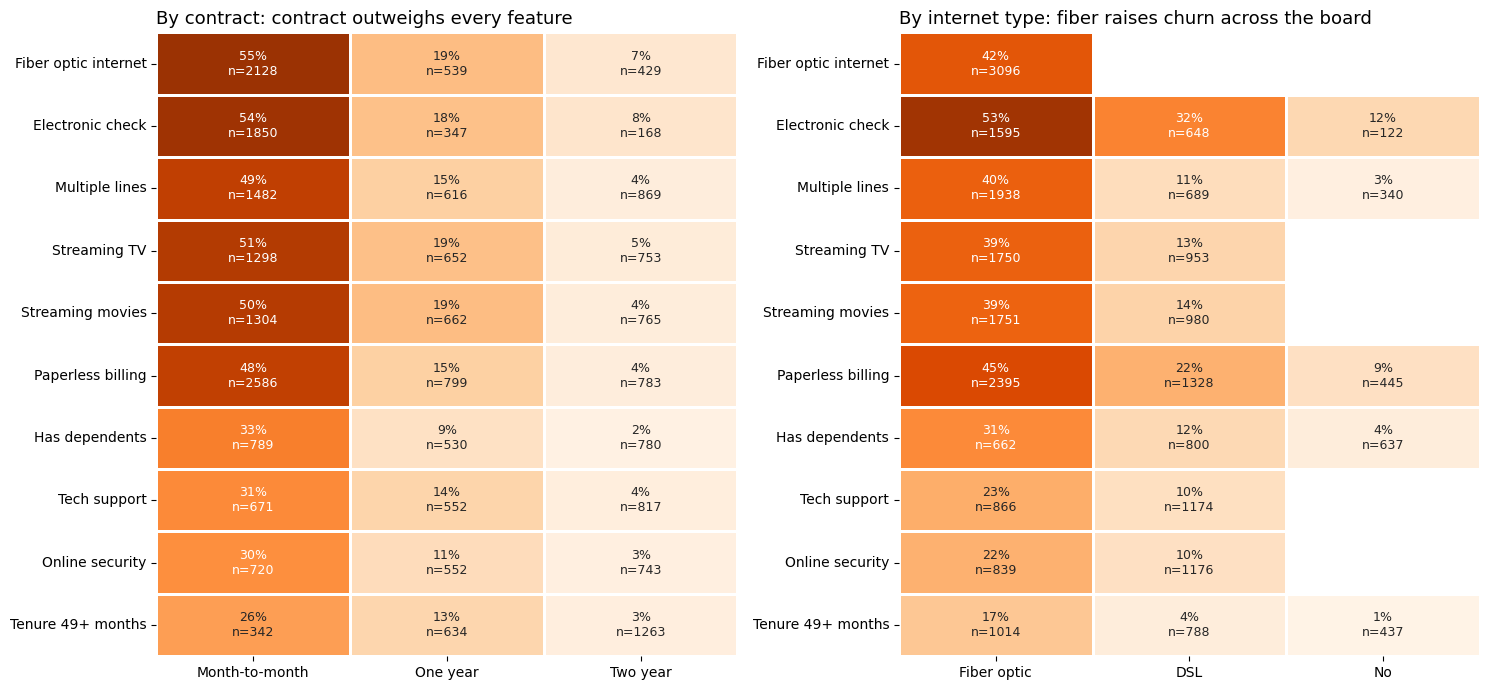 By contract: contract outweighs every feature
Fiber optic internet
55%
n=2128
19%
n=539
7%
n=429
Electronic check
54%
n=1850
18%
n=347
8%
n=168
Multiple lines
49%
n=1482
15%
n=616
4%
n=869
Streaming TV
51%
n=1298
19%
n=652
5%
n=753
Streaming movies
50%
n=1304
19%
n=662
4%
n=765
Paperless billing
48%
n=2586
15%
n=799
4%
n=783
Has dependents
33%
n=789
9%
n=530
2%
n=780
Tech support
31%
n=671
14%
n=552
4%
n=817
Online security
30%
n=720
11%
n=552
3%
n=743
Tenure 49+ months
26%
n=342
13%
n=634
3%
n=1263
Month-to-month
One year
Two year
By internet type: fiber raises churn across the board
Fiber optic internet
42%
n=3096
Electronic check
53%
n=1595
32%
n=648
12%
n=122
Multiple lines
40%
n=1938
11%
n=689
3%
n=340
Streaming TV
39%
n=1750
13%
n=953
Streaming movies
39%
n=1751
14%
n=980
Paperless billing
45%
n=2395
22%
n=1328
9%
n=445
Has dependents
31%
n=662
12%
n=800
4%
n=637
Tech support
23%
n=866
10%
n=1174
Online security
22%
n=839
10%
n=1176
Tenure 49+ months
17%
n=1014
4%
n=788
1%
n=437
Fiber optic
DSL
No